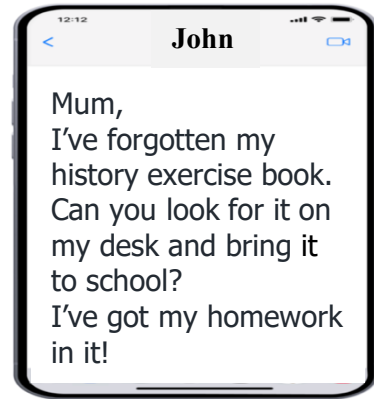 12:12
John
Mum,
I’ve forgotten my
history exercise book.
Can you look for it on
my desk and bring it
to school?
I’ve got my homework
in it!